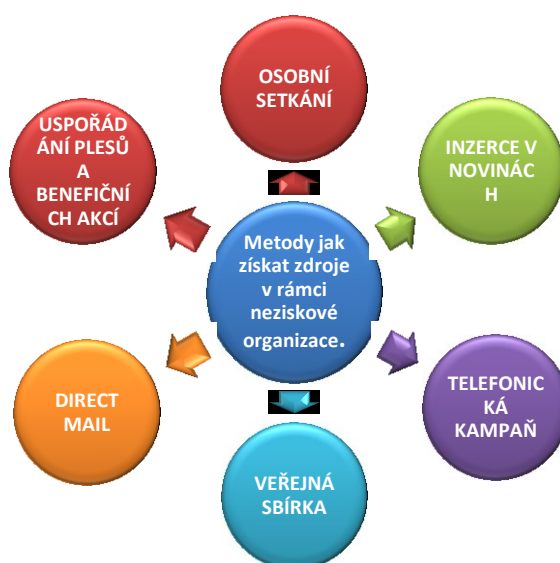 OSOBNÍ
SETKÁNÍ
INZERCE V
NOVINÁC
H
TELEFONIC
KÁ
KAMPAŇ
VEŘEJNÁ
SBÍRKA
DIRECT
MAIL
USPOŘÁD
ÁNÍ PLESŮ
A
BENEFIČNÍ
CH AKCÍ
Metody jak
získat zdroje
v rámci
neziskové
organizace.